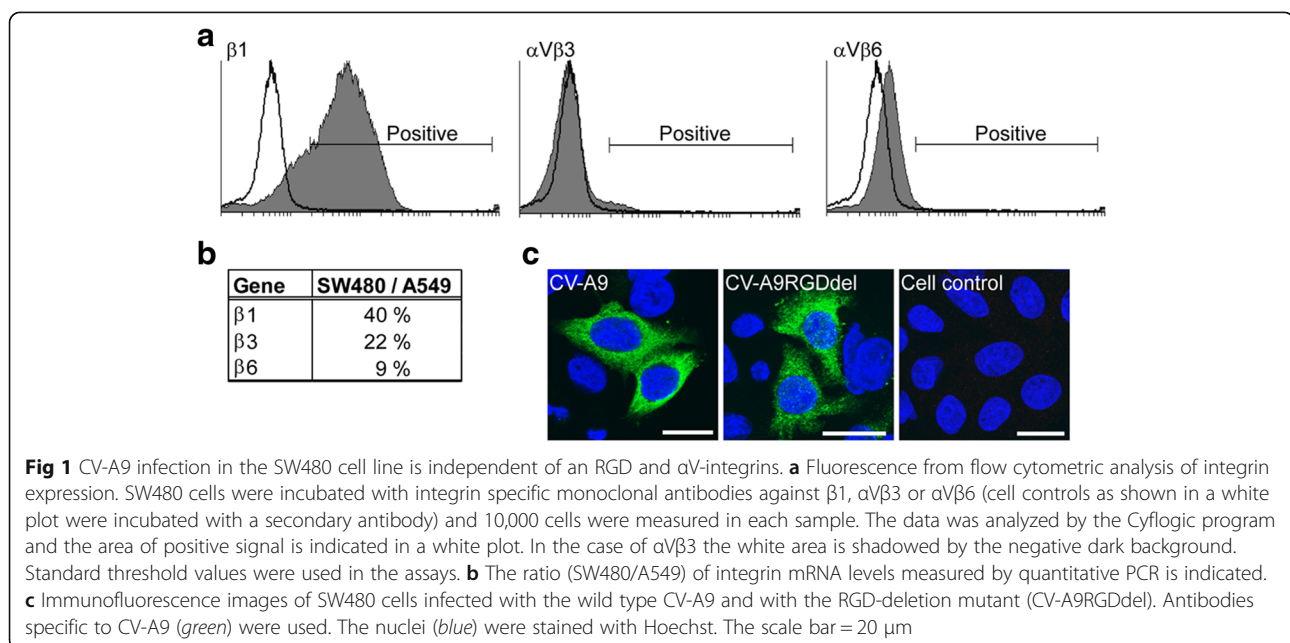 a
β1
αVβ3
αVβ6
Positive
Positive
Positive
b
c
Gene SW480 / A549
β1 40 %
β3 22 %
β6 9 %
CV-A9
CV-A9RGDdel
Cell control
Fig 1 CV-A9 infection in the SW480 cell line is independent of an RGD and αV-integrins. a Fluorescence from flow cytometric analysis of integrin
expression. SW480 cells were incubated with integrin specific monoclonal antibodies against β1, αVβ3 or αVβ6 (cell controls as shown in a white
plot were incubated with a secondary antibody) and 10,000 cells were measured in each sample. The data was analyzed by the Cyflogic program
and the area of positive signal is indicated in a white plot. In the case of αVβ3 the white area is shadowed by the negative dark background.
Standard threshold values were used in the assays. b The ratio (SW480/A549) of integrin mRNA levels measured by quantitative PCR is indicated.
c Immunofluorescence images of SW480 cells infected with the wild type CV-A9 and with the RGD-deletion mutant (CV-A9RGDdel). Antibodies
specific to CV-A9 (green) were used. The nuclei (blue) were stained with Hoechst. The scale bar = 20 μm